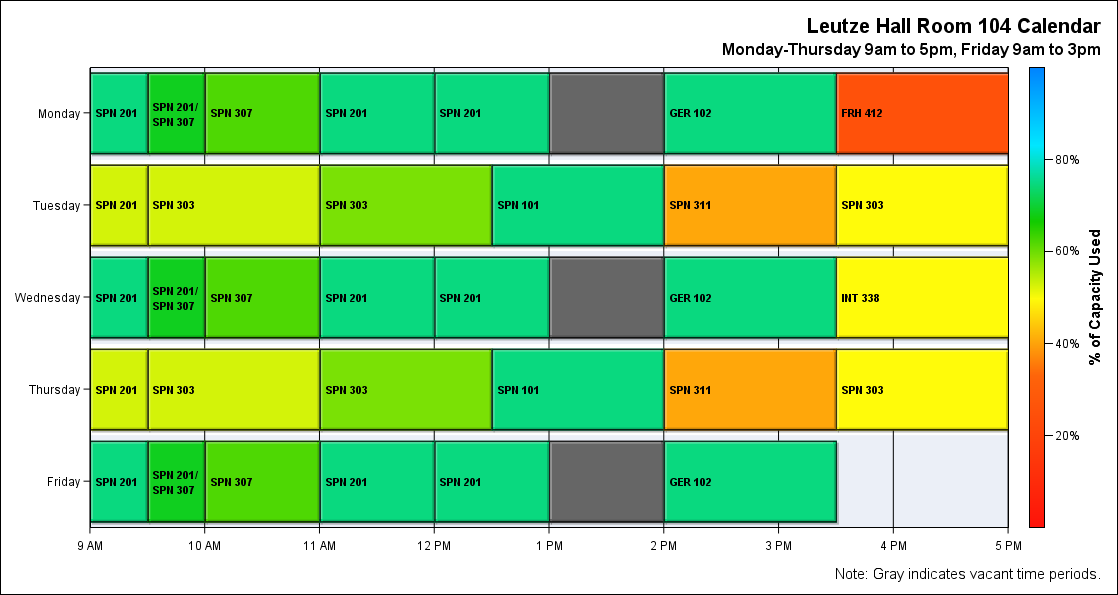 Leutze Hall Room 104 Calendar
Monday-Thursday 9am to 5pm, Friday 9am to 3pm
Monday
SPN 201
SPN 201/
SPN 307
SPN 307
SPN 201
SPN 201
GER 102
FRH 412
Tuesday
SPN 201
SPN 303
SPN 303
SPN 101
SPN 311
SPN 303
Wednesday
SPN 201
SPN 201/
SPN 307
SPN 307
SPN 201
SPN 201
GER 102
INT 338
Thursday
SPN 201
SPN 303
SPN 303
SPN 101
SPN 311
SPN 303
Friday
SPN 201
SPN 201/
SPN 307
SPN 307
SPN 201
SPN 201
GER 102
9 AM
10 AM
11 AM
12 PM
1 PM
2 PM
3 PM
4 PM
5 PM
80%
60%
40%
20%
% of Capacity Used
Note: Gray indicates vacant time periods.